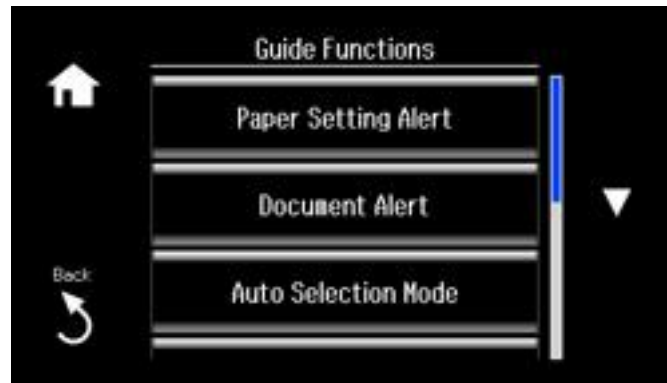 Guide Functions
Paper Setting Alert
Document Alert
Back
Auto Selection Mode